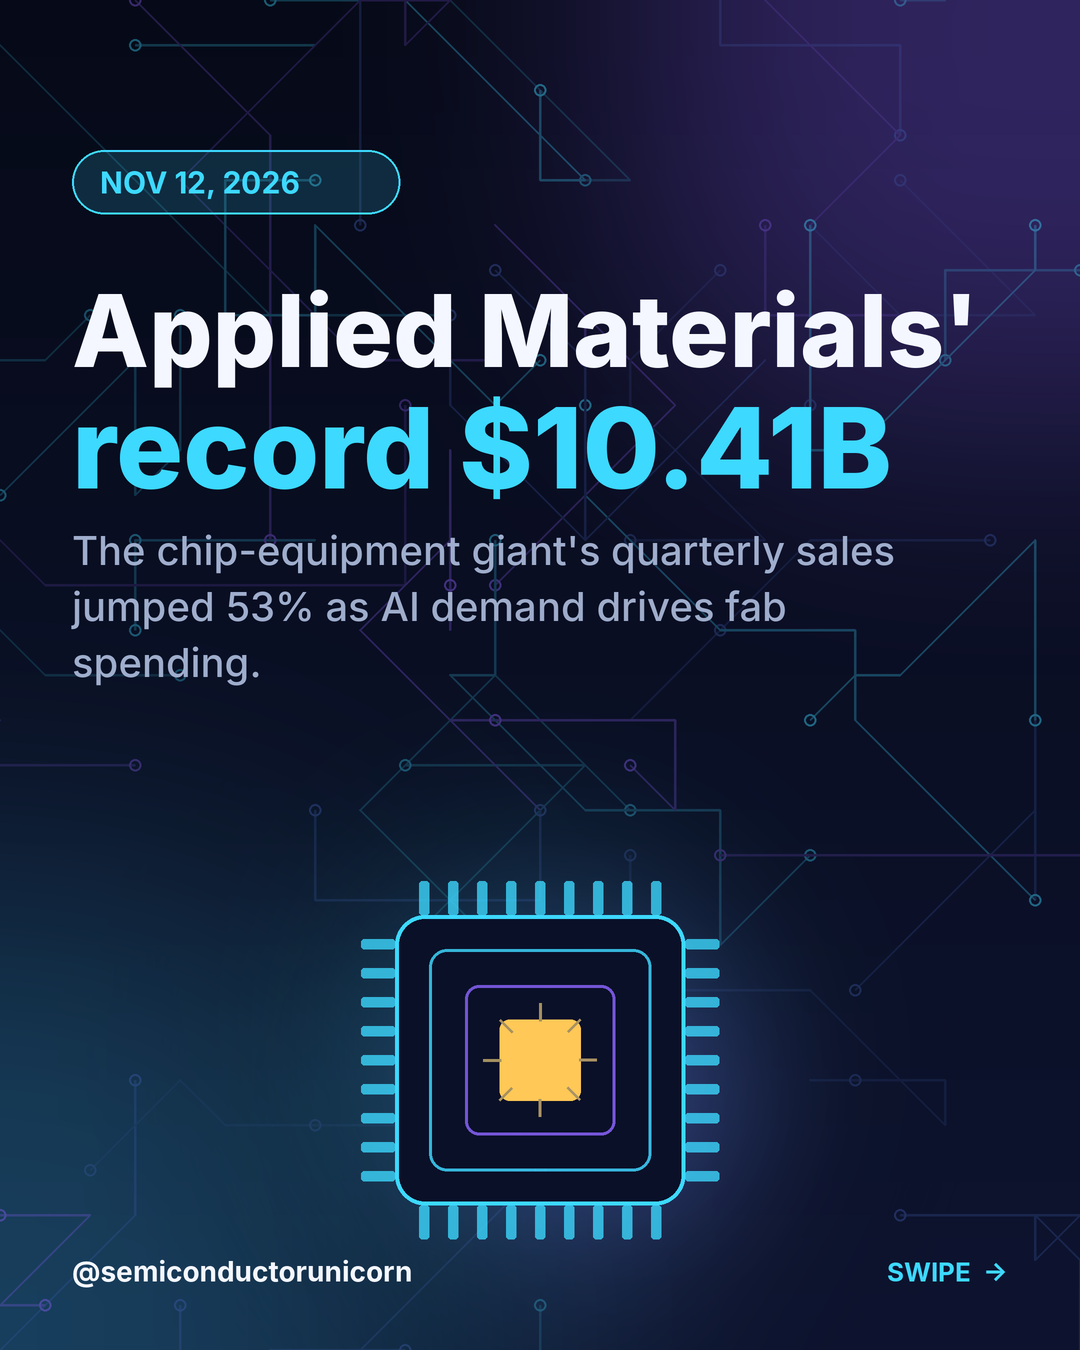 NOV 12, 2026
Applied Materials'
record $10.41B
The chip-equipment giant's quarterly sales
jumped 53% as AI demand drives fab
spending.
@semiconductorunicorn
SWIPE →